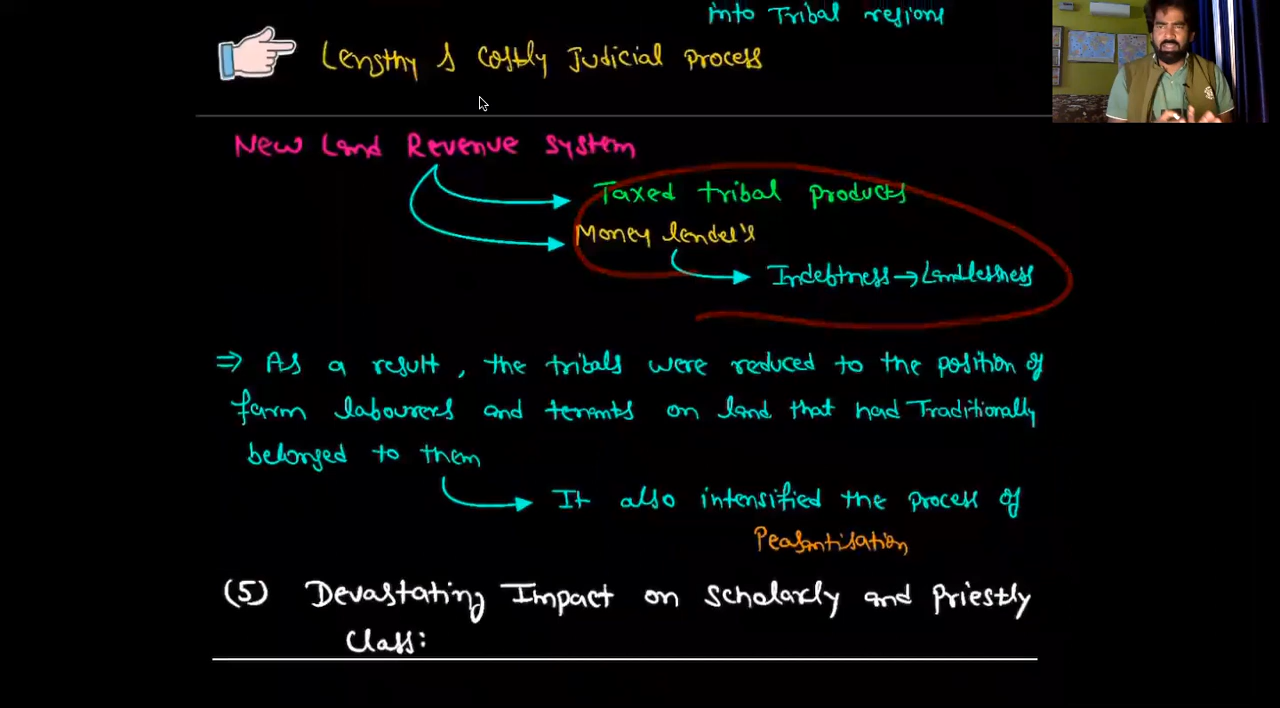 into Tribal regions
Lengthy & costly Judicial process
New Land Revenue system
Taxed tribal products
Money lender's
Indebtness → Landlessness
⇒ As a result, the tribals were reduced to the position of
farm labourers and tenants on land that had Traditionally
belonged to them
It also intensified the process of
Peasantisation
(5) Devastating Impact on Scholarly and Priestly
Class: